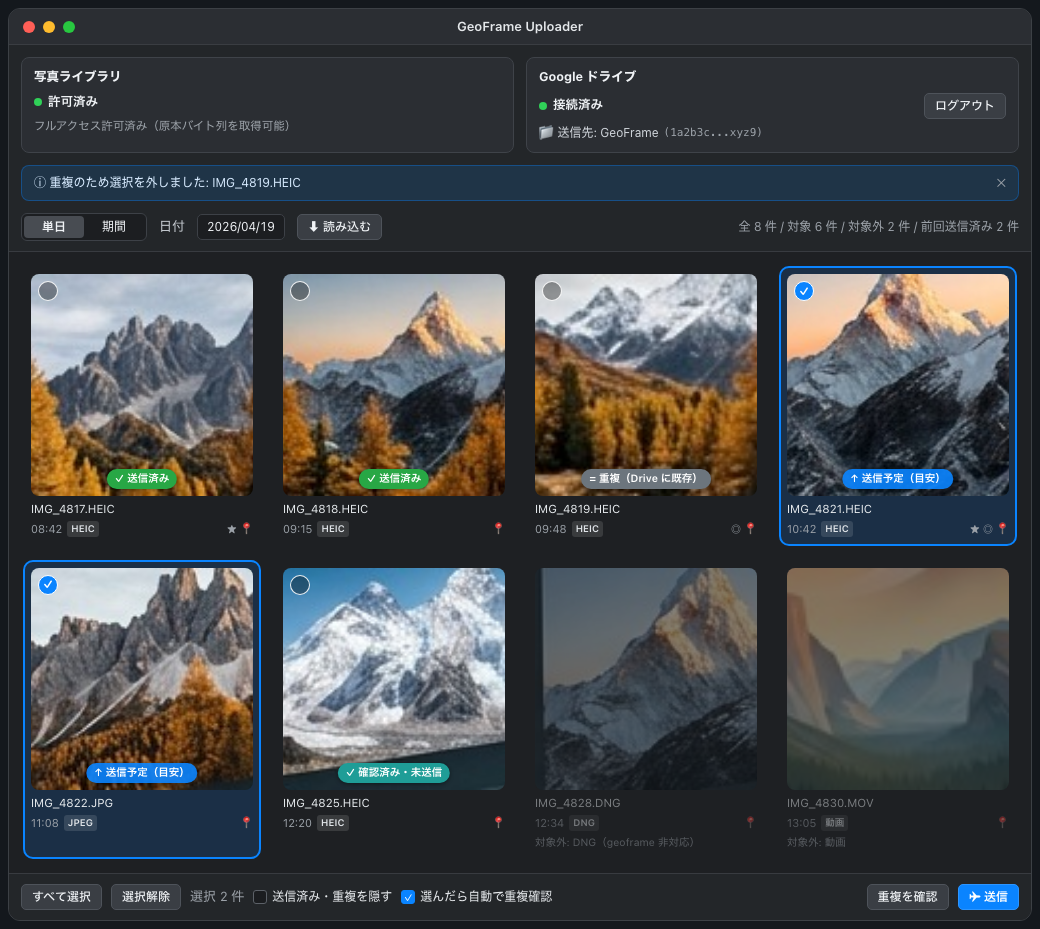 GeoFrame Uploader
写真ライブラリ
許可済み
フルアクセス許可済み（原本バイト列を取得可能）
Google ドライブ
接続済み
ログアウト
送信先: GeoFrame (1a2b3c...xyz9)
ⓘ 重複のため選択を外しました: IMG_4819.HEIC
単日 期間 日付 2026/04/19 ⬇ 読み込む
全 8 件 / 対象 6 件 / 対象外 2 件 / 前回送信済み 2 件
✓ 送信済み
IMG_4817.HEIC
08:42 HEIC
✓ 送信済み
IMG_4818.HEIC
09:15 HEIC
= 重複（Drive に既存）
IMG_4819.HEIC
09:48 HEIC
↑ 送信予定（目安）
IMG_4821.HEIC
10:42 HEIC
↑ 送信予定（目安）
IMG_4822.JPG
11:08 JPEG
✓ 確認済み・未送信
IMG_4825.HEIC
12:20 HEIC
IMG_4828.DNG
12:34 DNG
対象外: DNG（geoframe 非対応）
IMG_4830.MOV
13:05 動画
対象外: 動画
すべて選択 選択解除 選択 2 件 送信済み・重複を隠す 選んだら自動で重複確認 重複を確認 ✈ 送信